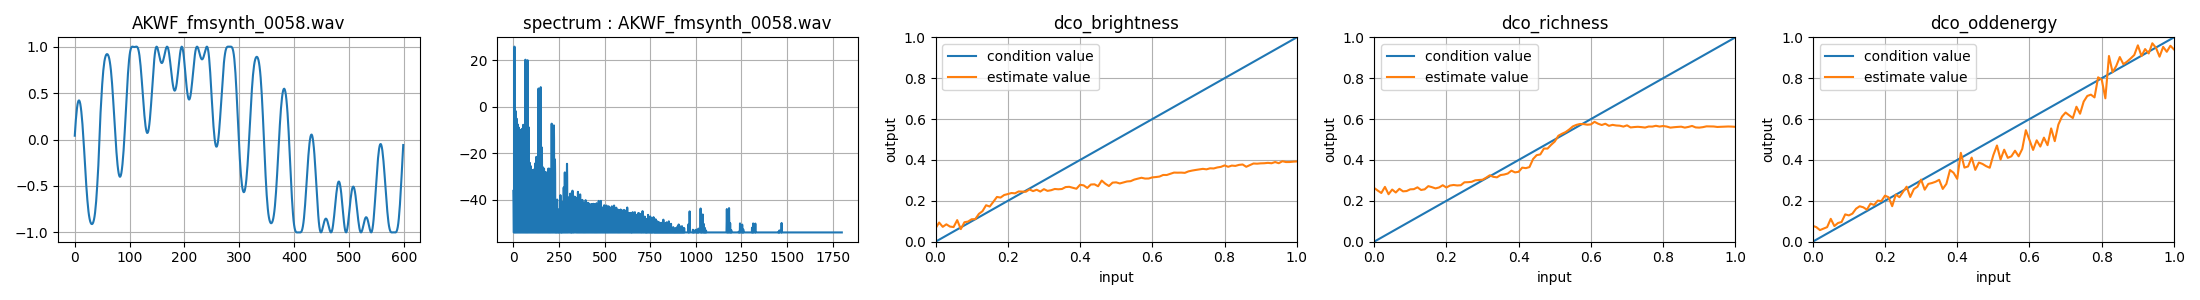 AKWF_fmsynth_0058.wav
1.0
0.5
0.0
−0.5
−1.0
0 100 200 300 400 500 600
spectrum : AKWF_fmsynth_0058.wav
20
0
−20
−40
0 250 500 750 1000 1250 1500 1750
dco_brightness
condition value
estimate value
output
1.0
0.8
0.6
0.4
0.2
0.0
0.0 0.2 0.4 0.6 0.8 1.0
input
dco_richness
condition value
estimate value
output
1.0
0.8
0.6
0.4
0.2
0.0
0.0 0.2 0.4 0.6 0.8 1.0
input
dco_oddenergy
condition value
estimate value
output
1.0
0.8
0.6
0.4
0.2
0.0
0.0 0.2 0.4 0.6 0.8 1.0
input